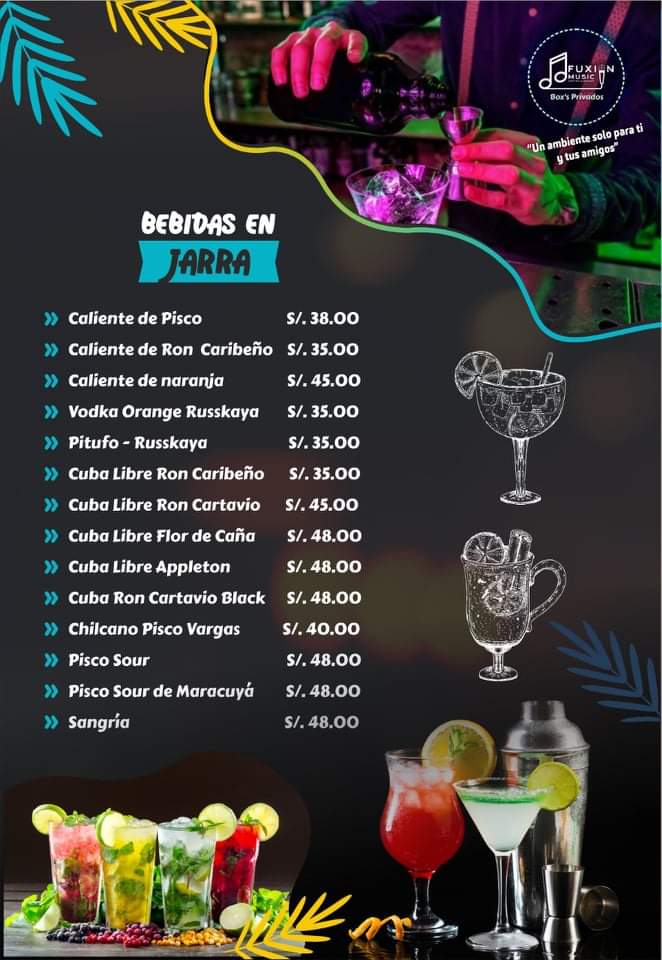 FUXION
MUSIC
Box's Privados
"Un ambiente solo para ti
y tus amigos"
BEBIDAS EN
JARRA
Caliente de Pisco S/. 38.00
Caliente de Ron Caribeño S/. 35.00
Caliente de naranja S/. 45.00
Vodka Orange Russkaya S/. 35.00
Pitufo - Russkaya S/. 35.00
Cuba Libre Ron Caribeño S/. 35.00
Cuba Libre Ron Cartavio S/. 45.00
Cuba Libre Flor de Caña S/. 48.00
Cuba Libre Appleton S/. 48.00
Cuba Ron Cartavio Black S/. 48.00
Chilcano Pisco Vargas S/. 40.00
Pisco Sour S/. 48.00
Pisco Sour de Maracuyá S/. 48.00
Sangría S/. 48.00